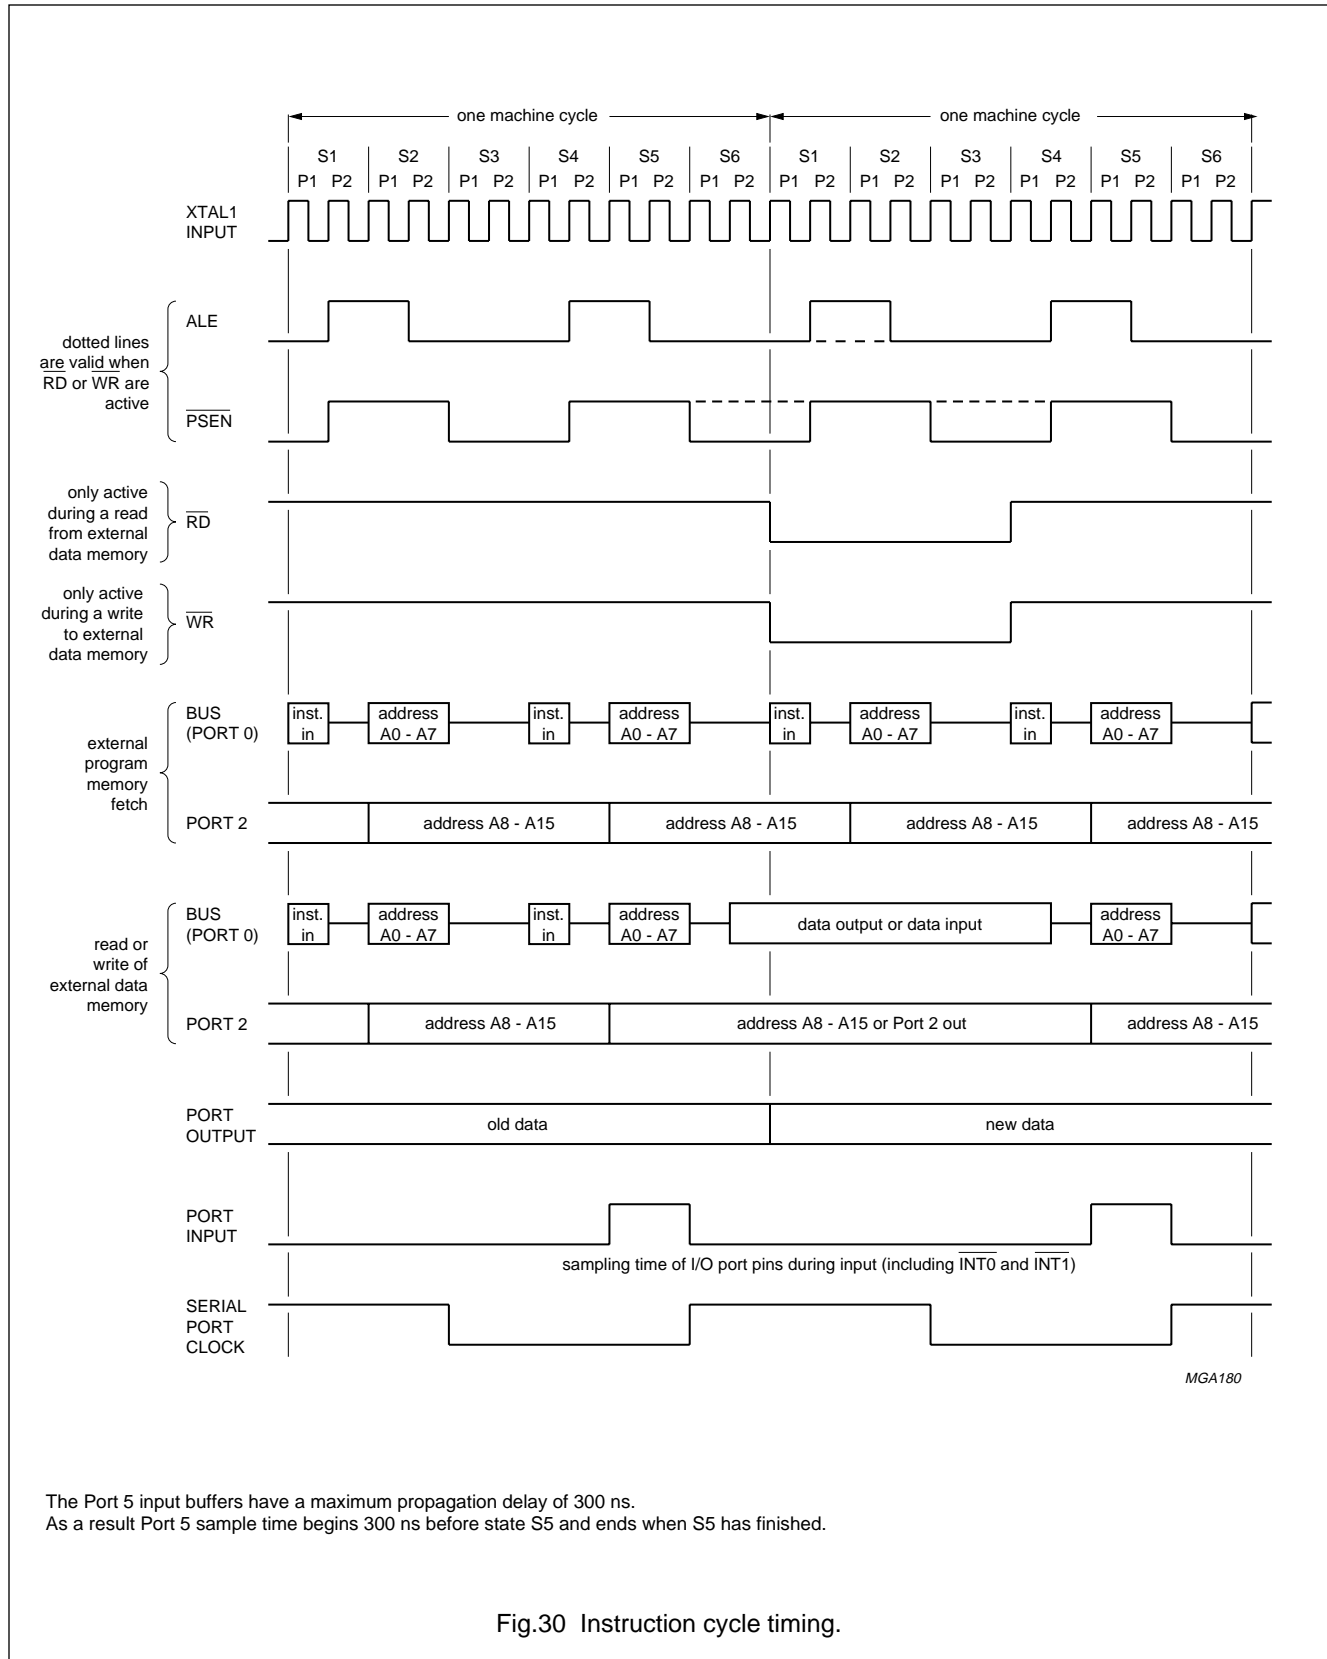 one machine cycle one machine cycle
S1 S2 S3 S4 S5 S6 S1 S2 S3 S4 S5 S6
P1 P2 P1 P2 P1 P2 P1 P2 P1 P2 P1 P2 P1 P2 P1 P2 P1 P2 P1 P2 P1 P2 P1 P2
XTAL1
INPUT
dotted lines
are valid when
RD or WR are
active
ALE
PSEN
only active
during a read
from external
data memory
RD
only active
during a write
to external
data memory
WR
external
program
memory
fetch
BUS
(PORT 0)
inst.
in
address
A0 - A7
inst.
in
address
A0 - A7
inst.
in
address
A0 - A7
inst.
in
address
A0 - A7
PORT 2
address A8 - A15 address A8 - A15 address A8 - A15 address A8 - A15
read or
write of
external data
memory
BUS
(PORT 0)
inst.
in
address
A0 - A7
inst.
in
address
A0 - A7
data output or data input
address
A0 - A7
PORT 2
address A8 - A15 address A8 - A15 or Port 2 out address A8 - A15
PORT
OUTPUT
old data new data
PORT
INPUT
sampling time of I/O port pins during input (including INT0 and INT1)
SERIAL
PORT
CLOCK
MGA180
The Port 5 input buffers have a maximum propagation delay of 300 ns.
As a result Port 5 sample time begins 300 ns before state S5 and ends when S5 has finished.
Fig.30 Instruction cycle timing.